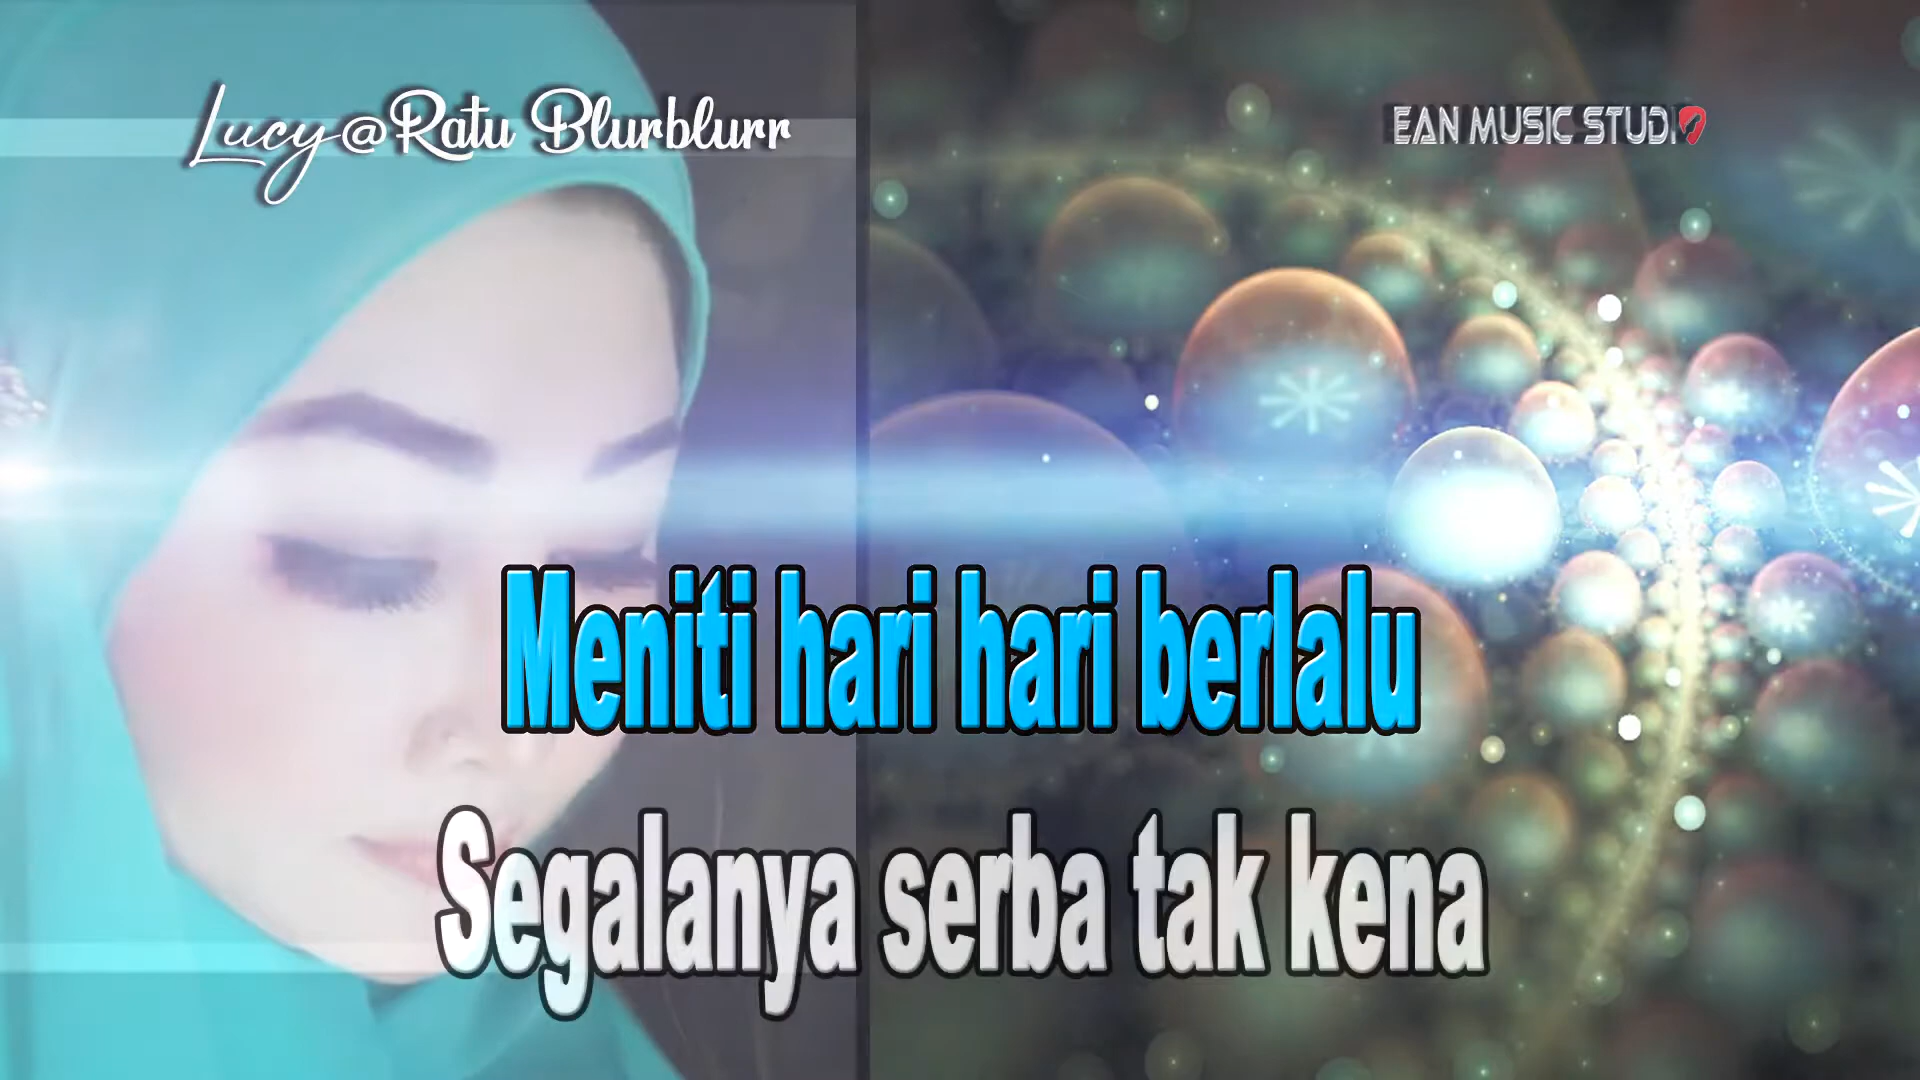 Lucy@Ratu Blurblurr
EAN MUSIC STUDIO
Meniti hari hari berlalu
Segalanya serba tak kena